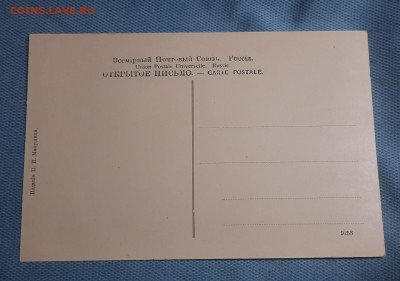 COINS.LAVE.RU
Всемірный Почтовый Союзъ. Россія.
Union Postale Universelle. Russie.
ОТКРЫТОЕ ПИСЬМО. — CARTE POSTALE.